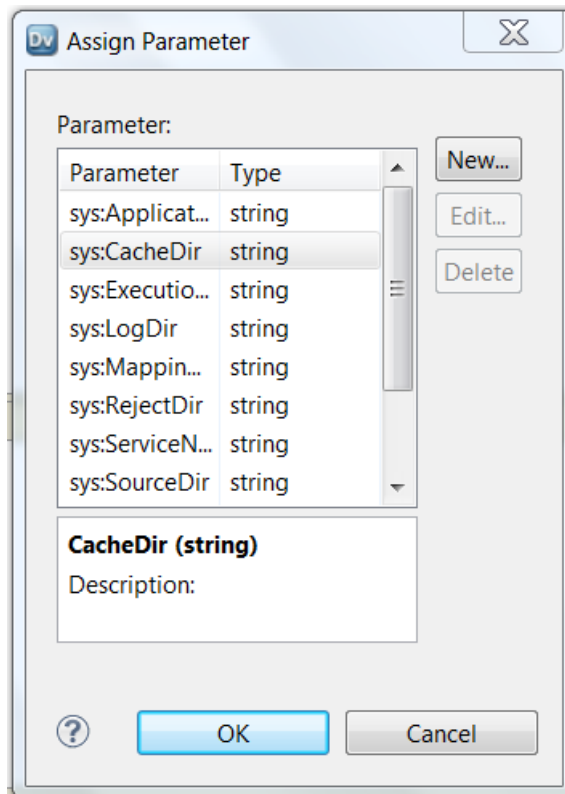 Dv Assign Parameter
Parameter:
Parameter Type
sys:Applicat... string
sys:CacheDir string
sys:Executio... string
sys:LogDir string
sys:Mappin... string
sys:RejectDir string
sys:ServiceN... string
sys:SourceDir string
New...
Edit...
Delete
CacheDir (string)
Description:
? OK Cancel